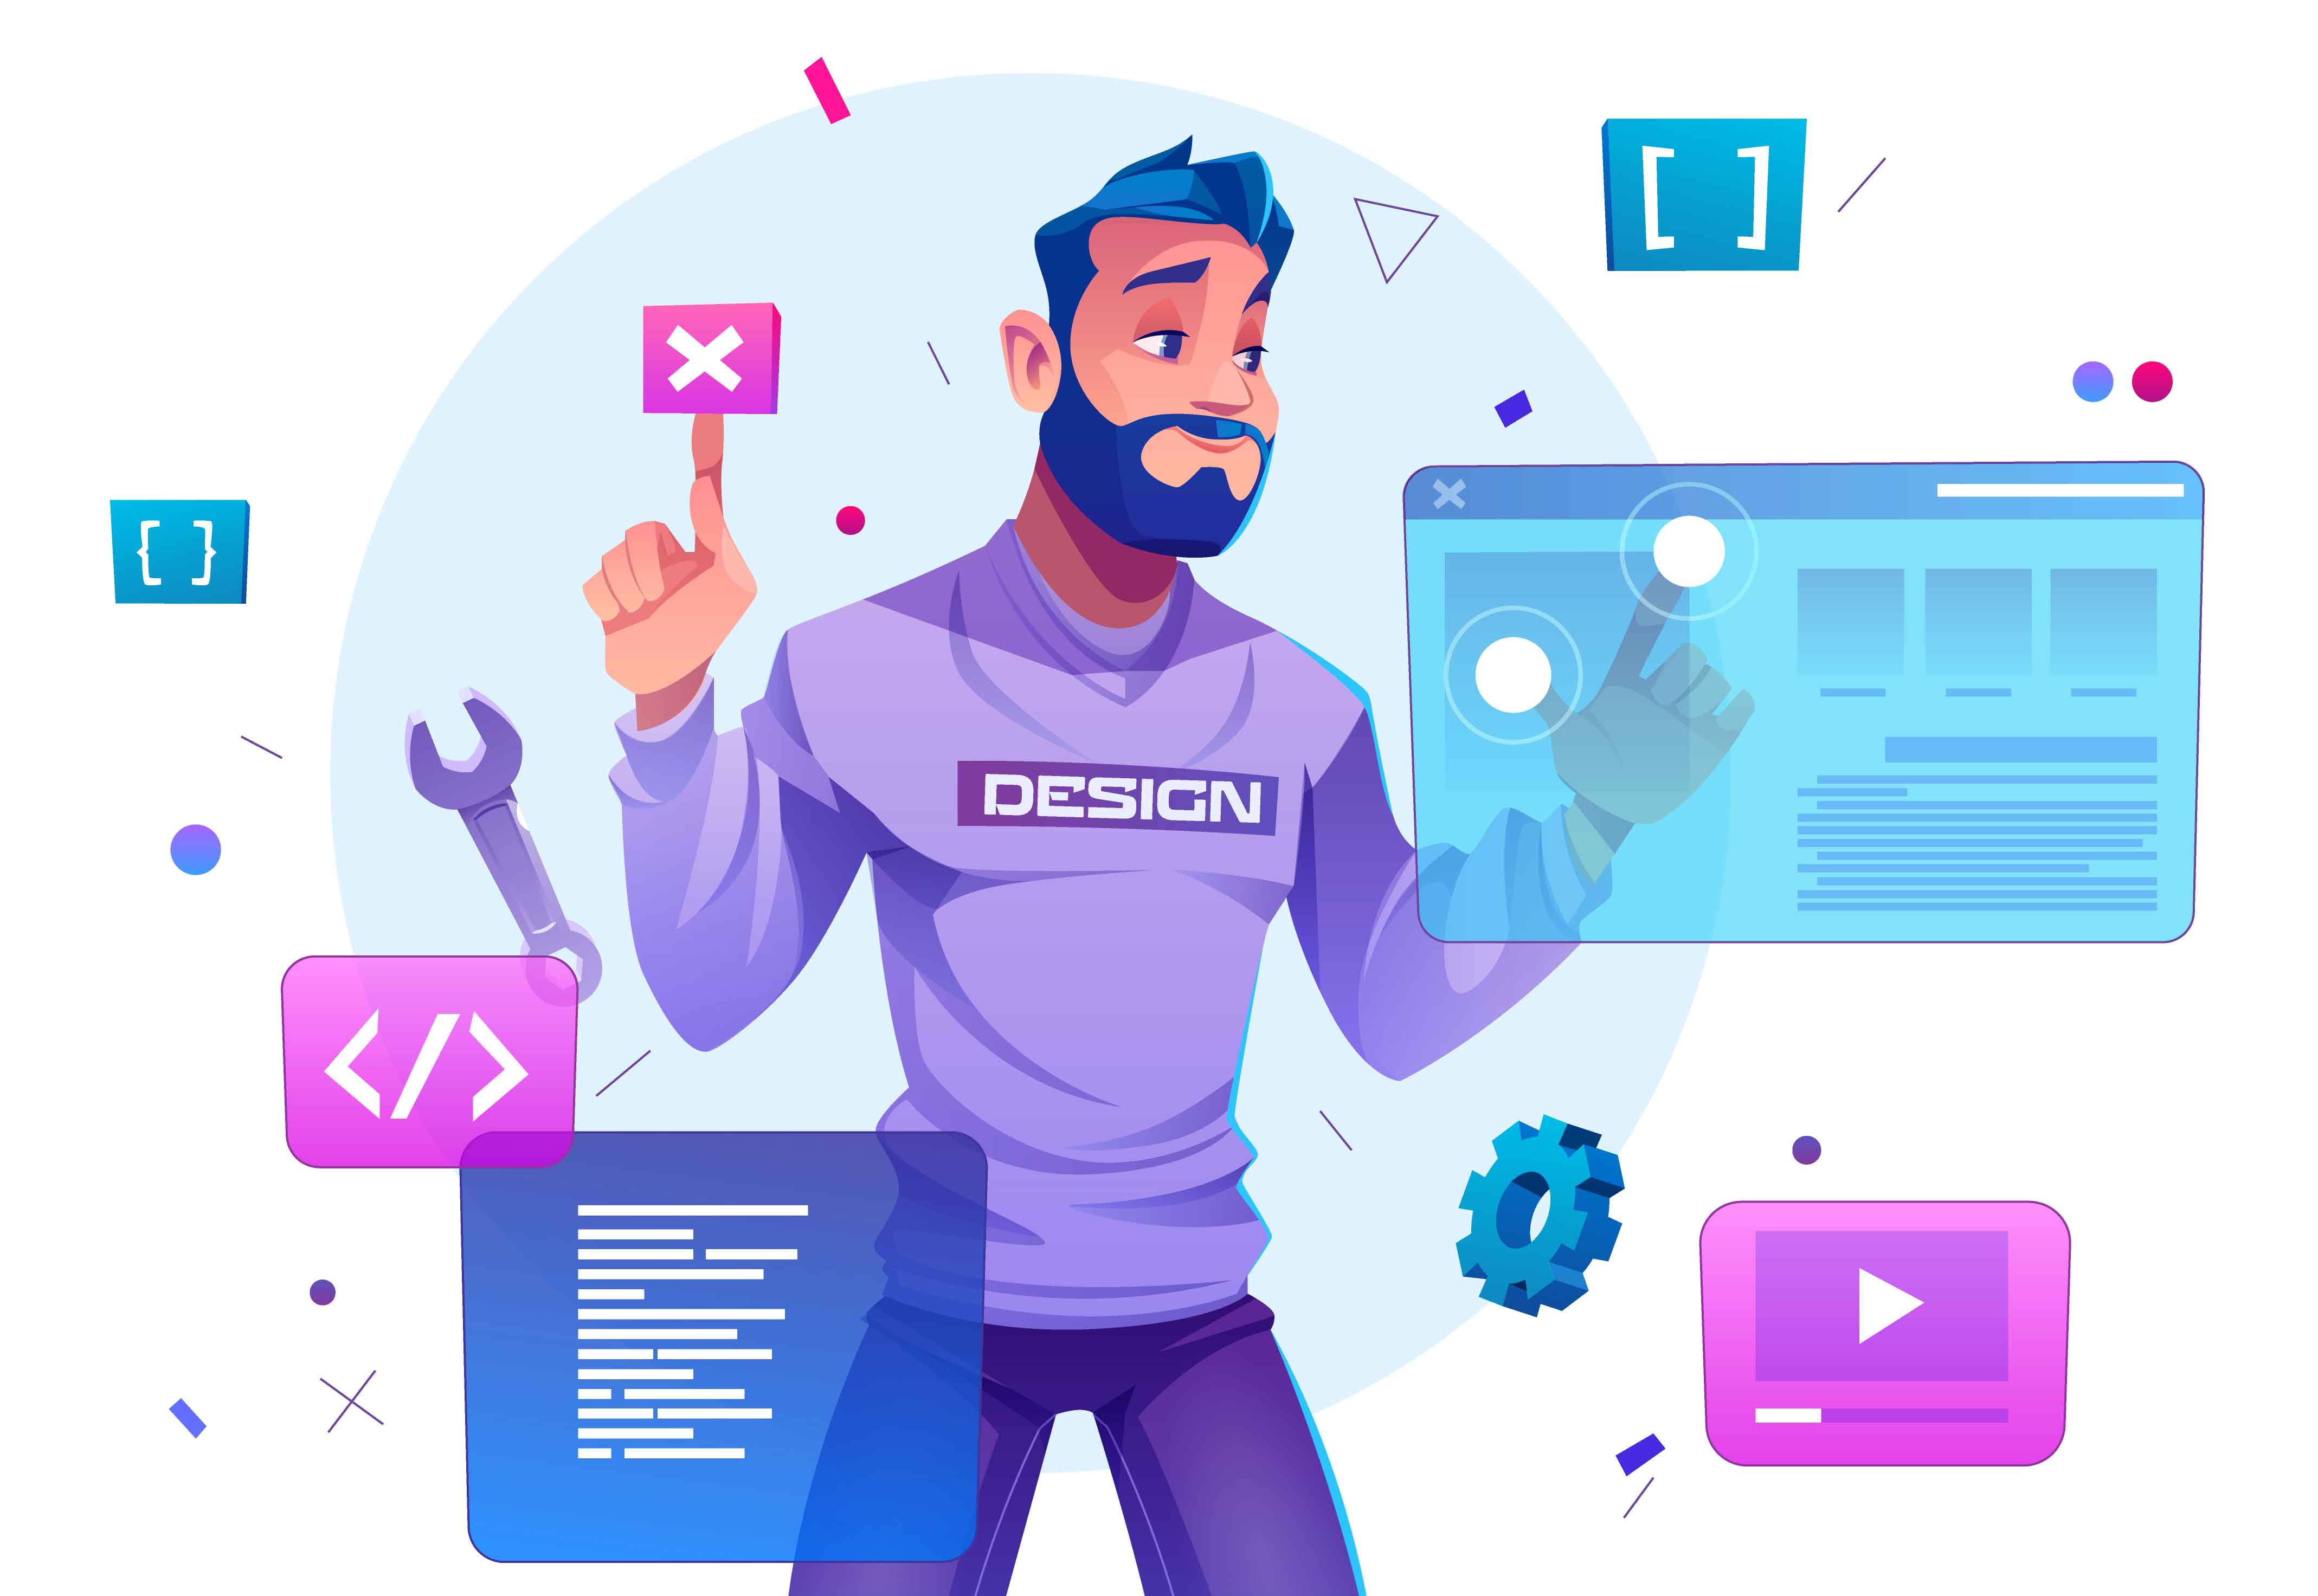 [ ]
{ }
DESIGN
</>